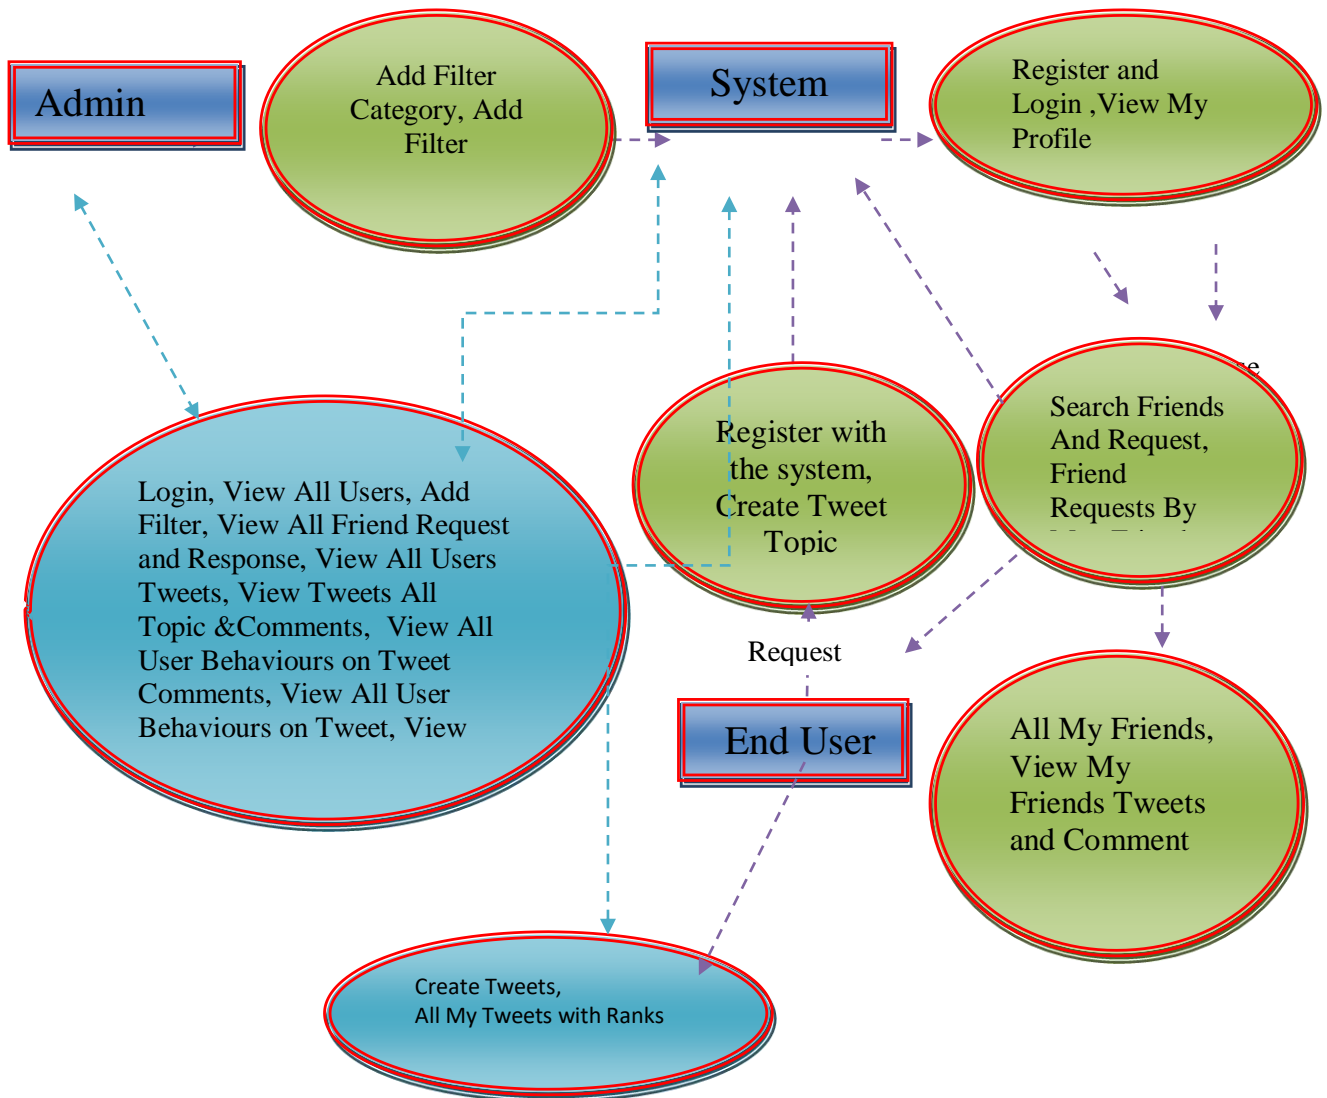 Admin
Add Filter
Category, Add
Filter
System
Register and
Login ,View My
Profile
Register with
the system,
Create Tweet
Topic
Search Friends
And Request,
Friend
Requests By
Login, View All Users, Add
Filter, View All Friend Request
and Response, View All Users
Tweets, View Tweets All
Topic &Comments, View All
User Behaviours on Tweet
Comments, View All User
Behaviours on Tweet, View
Request
End User
All My Friends,
View My
Friends Tweets
and Comment
Create Tweets,
All My Tweets with Ranks